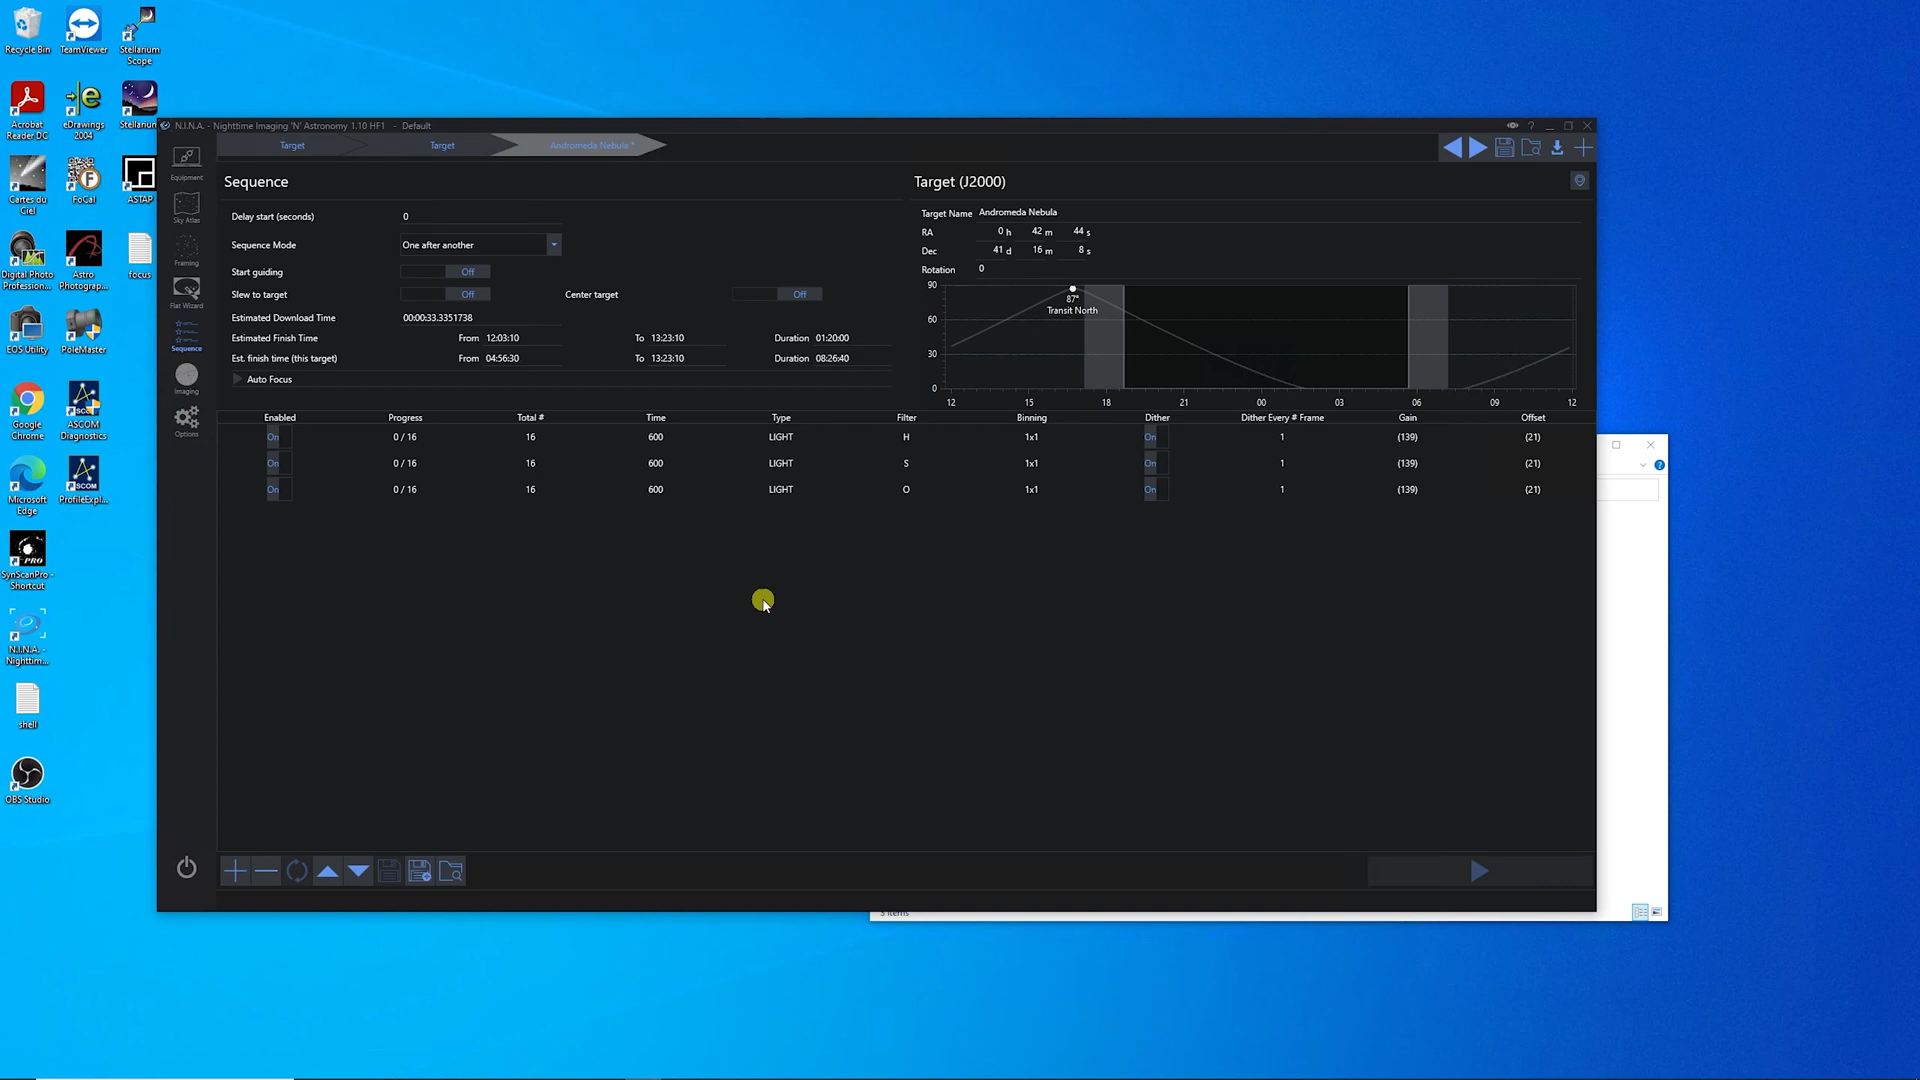 Recycle Bin
TeamViewer
Stellarium
Scope
Acrobat
Reader DC
eDrawings
2004
Stellarium
Cartes du
Ciel
FoCal
ASTAP
Digital Photo
Profession...
Astro
Photograp...
focus
EOS Utility
PoleMaster
Google
Chrome
ASCOM
Diagnostics
Microsoft
Edge
ProfileExpl...
SynScanPro -
Shortcut
N.I.N.A. -
Nighttim...
shelf
OBS Studio
N.I.N.A. - Nighttime Imaging 'N' Astronomy 1.10 HF1 - Default
Equipment
Sky Atlas
Framing
Flat Wizard
Sequence
Imaging
Options
Target
Target
Andromeda Nebula *
Sequence
Delay start (seconds) 0
Sequence Mode One after another
Start guiding Off
Slew to target Off Center target Off
Estimated Download Time 00:00:33.3351738
Estimated Finish Time From 12:03:10 To 13:23:10 Duration 01:20:00
Est. finish time (this target) From 04:56:30 To 13:23:10 Duration 08:26:40
Auto Focus
Target (J2000)
Target Name Andromeda Nebula
RA 0 h 42 m 44 s
Dec 41 d 16 m 8 s
Rotation 0
90
60
30
0
87°
Transit North
12 15 18 21 00 03 06 09 12
Enabled Progress Total # Time Type Filter Binning Dither Dither Every # Frame Gain Offset
On 0 / 16 16 600 LIGHT H 1x1 On 1 (139) (21)
On 0 / 16 16 600 LIGHT S 1x1 On 1 (139) (21)
On 0 / 16 16 600 LIGHT O 1x1 On 1 (139) (21)
3 items